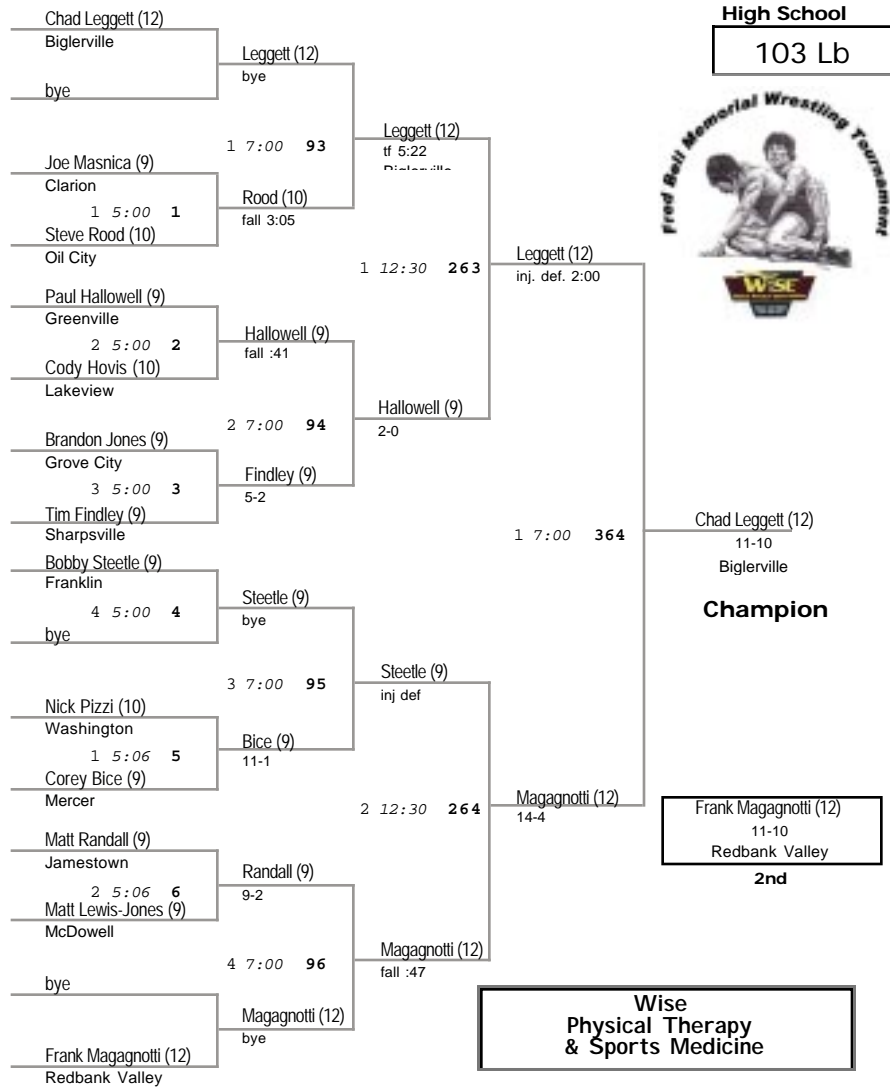 High School
103 Lb
Fred Bell Memorial Wrestling Tournament
WiSE
Chad Leggett (12)
Biglerville
bye
Leggett (12)
bye
1 7:00 93
Joe Masnica (9)
Clarion
1 5:00 1
Steve Rood (10)
Oil City
Rood (10)
fall 3:05
Leggett (12)
tf 5:22
Biglerville
1 12:30 263
Paul Hallowell (9)
Greenville
2 5:00 2
Cody Hovis (10)
Lakeview
Hallowell (9)
fall :41
2 7:00 94
Brandon Jones (9)
Grove City
3 5:00 3
Tim Findley (9)
Sharpsville
Findley (9)
5-2
Hallowell (9)
2-0
Leggett (12)
inj. def. 2:00
1 7:00 364
Bobby Steetle (9)
Franklin
4 5:00 4
bye
Steetle (9)
bye
3 7:00 95
Nick Pizzi (10)
Washington
1 5:06 5
Corey Bice (9)
Mercer
Bice (9)
11-1
Steetle (9)
inj def
2 12:30 264
Matt Randall (9)
Jamestown
2 5:06 6
Matt Lewis-Jones (9)
McDowell
Randall (9)
9-2
4 7:00 96
bye
Frank Magagnotti (12)
Redbank Valley
Magagnotti (12)
bye
Magagnotti (12)
fall :47
Magagnotti (12)
14-4
Chad Leggett (12)
11-10
Biglerville
Champion
Frank Magagnotti (12)
11-10
Redbank Valley
2nd
Wise
Physical Therapy
& Sports Medicine